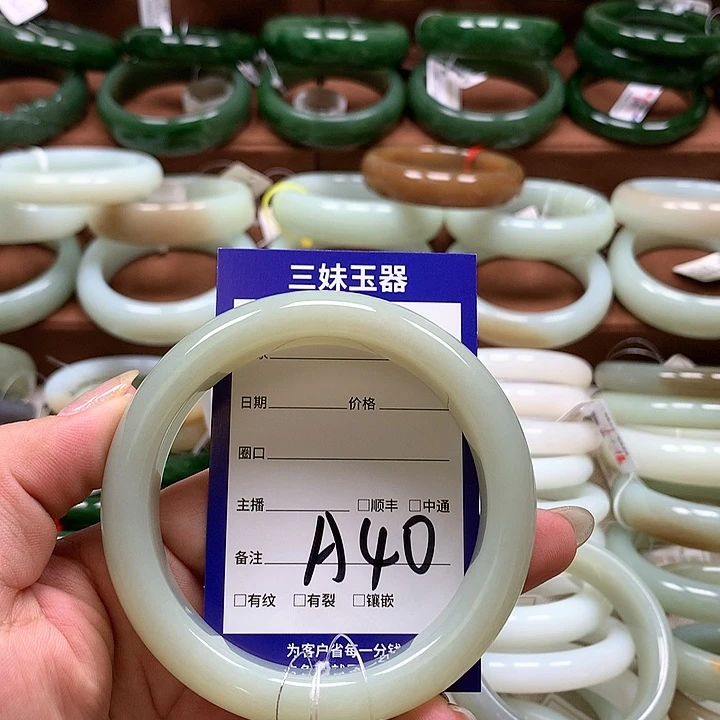 三妹玉器
日期 价格
圈口
主播 □顺丰 □中通
备注 A40
□有纹 □有裂 □镶嵌
为客户省每一分钱